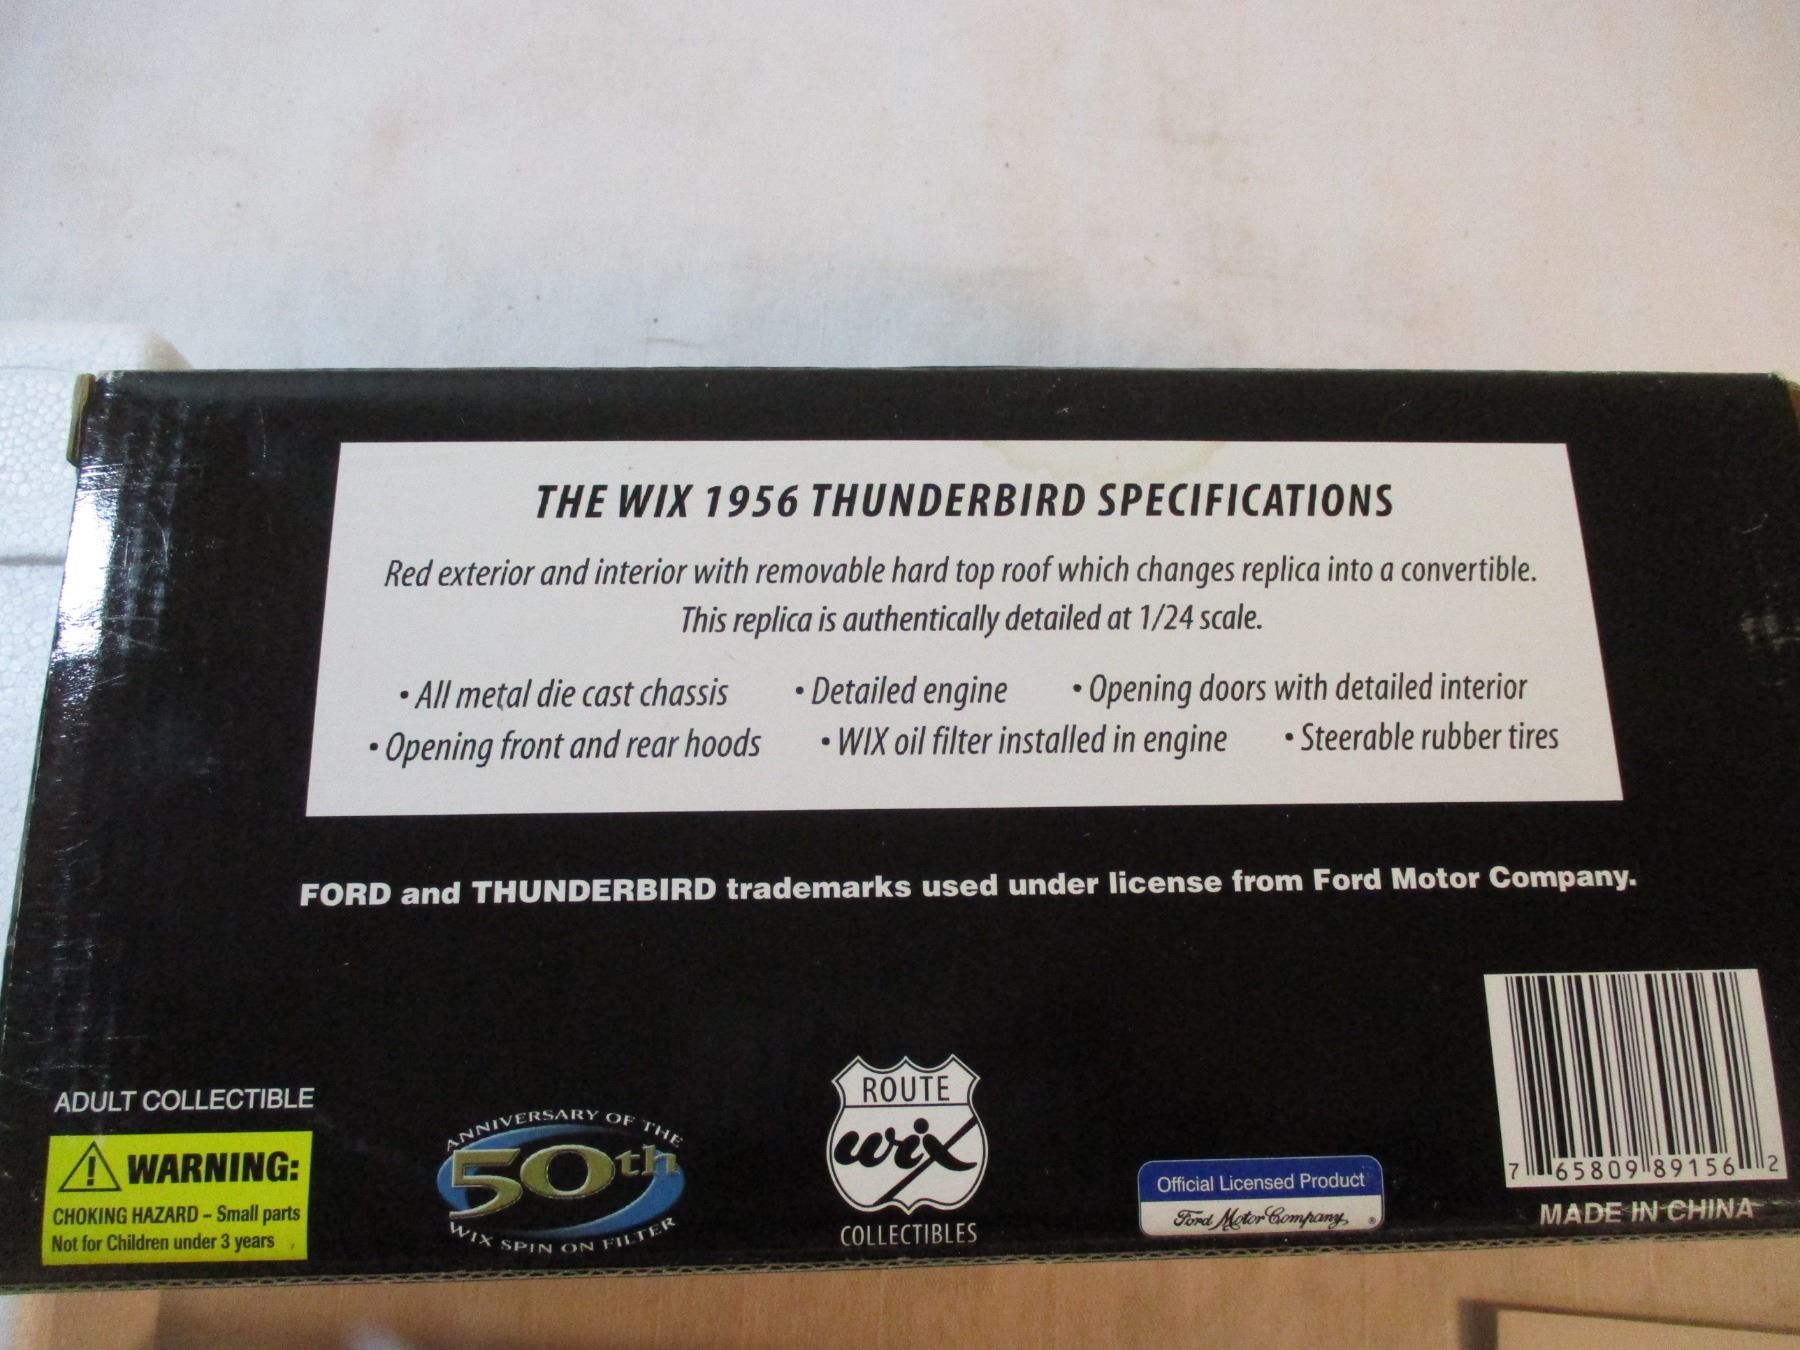 THE WIX 1956 THUNDERBIRD SPECIFICATIONS
Red exterior and interior with removable hard top roof which changes replica into a convertible.
This replica is authentically detailed at 1/24 scale.
• All metal die cast chassis • Detailed engine • Opening doors with detailed interior
• Opening front and rear hoods • WIX oil filter installed in engine • Steerable rubber tires
FORD and THUNDERBIRD trademarks used under license from Ford Motor Company.
ADULT COLLECTIBLE
WARNING:
CHOKING HAZARD – Small parts
Not for Children under 3 years
ANNIVERSARY OF THE
50th
WIX SPIN ON FILTER
ROUTE
wix
COLLECTIBLES
Official Licensed Product
Ford Motor Company ®
7 65809 89156 2
MADE IN CHINA